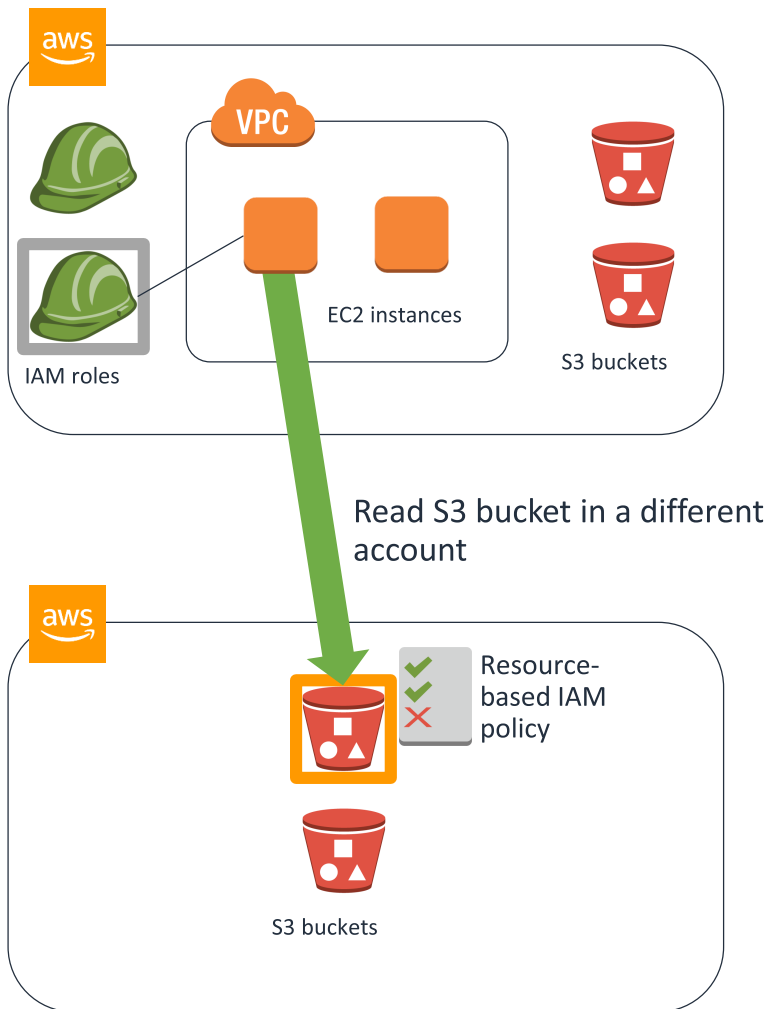 aws
VPC
EC2 instances
IAM roles
S3 buckets
Read S3 bucket in a different
account
aws
Resource-
based IAM
policy
S3 buckets